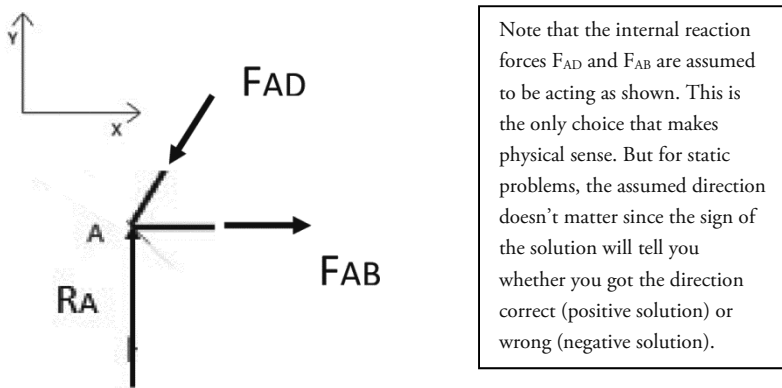 Y
X
FAD
A
FAB
RA
Note that the internal reaction
forces FAD and FAB are assumed
to be acting as shown. This is
the only choice that makes
physical sense. But for static
problems, the assumed direction
doesn't matter since the sign of
the solution will tell you
whether you got the direction
correct (positive solution) or
wrong (negative solution).